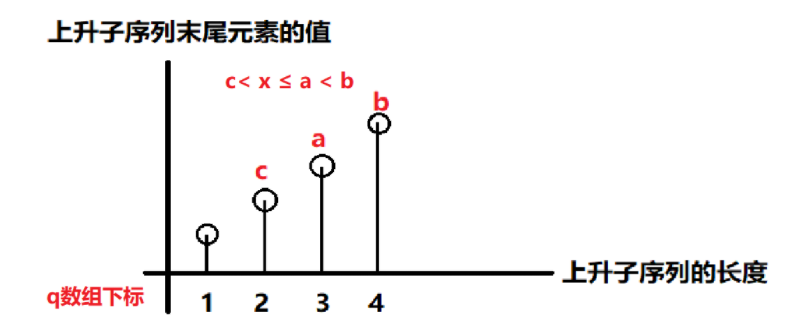 上升子序列末尾元素的值
c< x ≤ a < b
b
a
c
上升子序列的长度
q数组下标
1 2 3 4